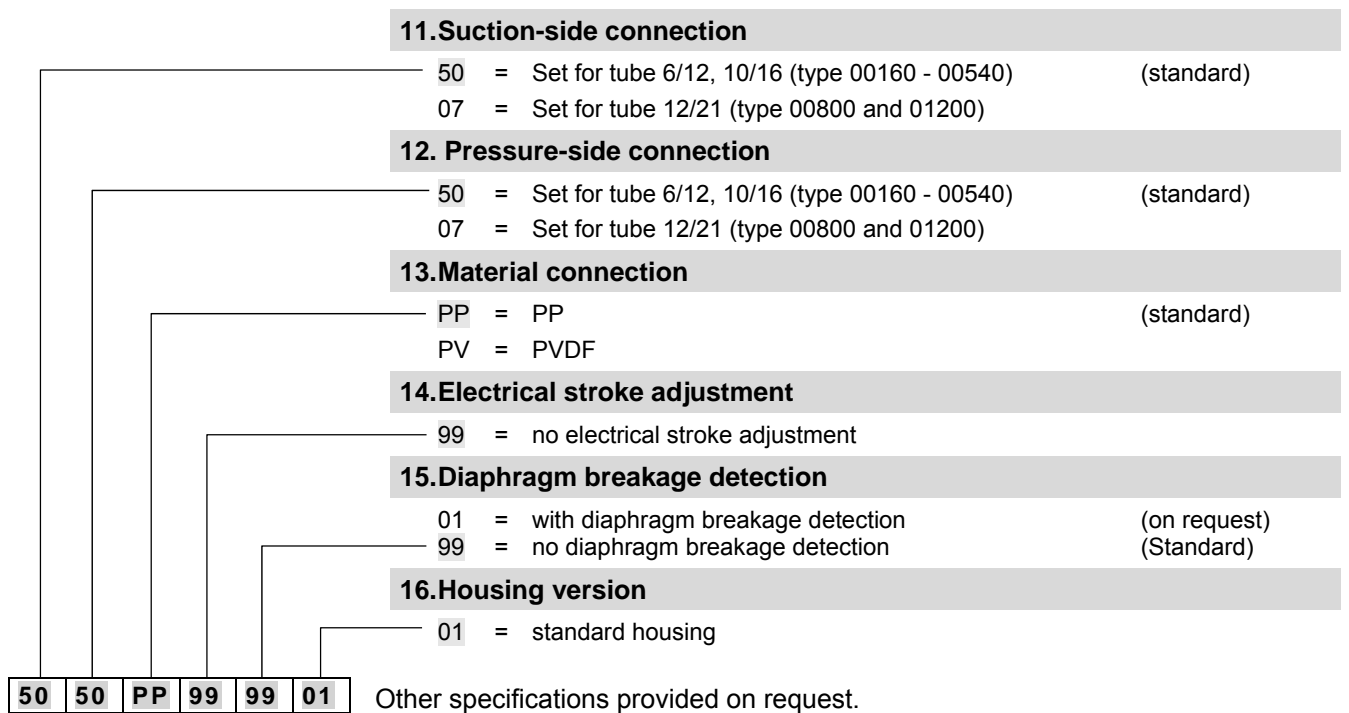 11.Suction-side connection
50 = Set for tube 6/12, 10/16 (type 00160 - 00540) (standard)
07 = Set for tube 12/21 (type 00800 and 01200)
12. Pressure-side connection
50 = Set for tube 6/12, 10/16 (type 00160 - 00540) (standard)
07 = Set for tube 12/21 (type 00800 and 01200)
13.Material connection
PP = PP (standard)
PV = PVDF
14.Electrical stroke adjustment
99 = no electrical stroke adjustment
15.Diaphragm breakage detection
01 = with diaphragm breakage detection (on request)
99 = no diaphragm breakage detection (Standard)
16.Housing version
01 = standard housing
50 50 PP 99 99 01 Other specifications provided on request.